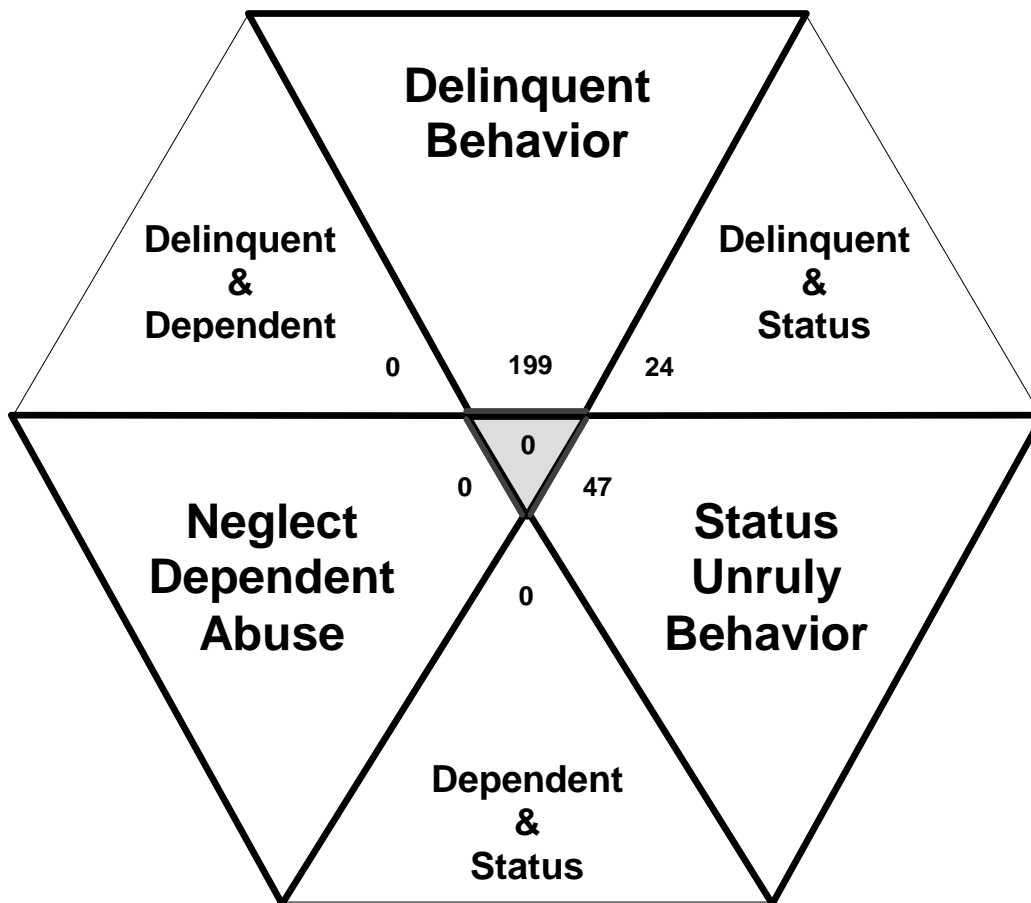 Delinquent
Behavior
Delinquent
&
Dependent
Delinquent
&
Status
0
199
24
0
0
47
Neglect
Dependent
Abuse
Status
Unruly
Behavior
0
Dependent
&
Status